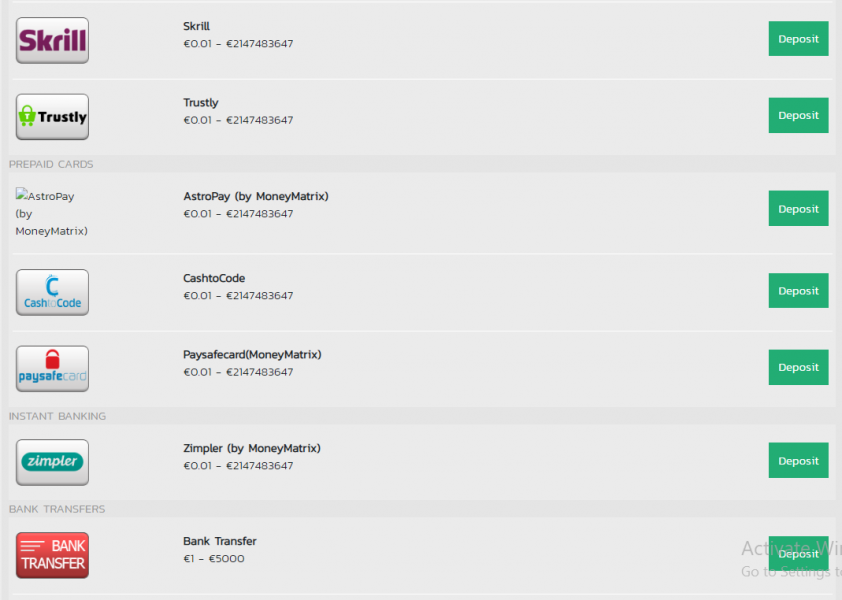 Skrill
Skrill
€0.01 - €2147483647
Deposit
Trustly
Trustly
€0.01 - €2147483647
Deposit
PREPAID CARDS
AstroPay
(by
MoneyMatrix)
AstroPay (by MoneyMatrix)
€0.01 - €2147483647
Deposit
CashtoCode
CashtoCode
€0.01 - €2147483647
Deposit
paysafecard
Paysafecard(MoneyMatrix)
€0.01 - €2147483647
Deposit
INSTANT BANKING
zimpler
Zimpler (by MoneyMatrix)
€0.01 - €2147483647
Deposit
BANK TRANSFERS
BANK
TRANSFER
Bank Transfer
€1 - €5000
Deposit
Activate Wi
Go to Settings t